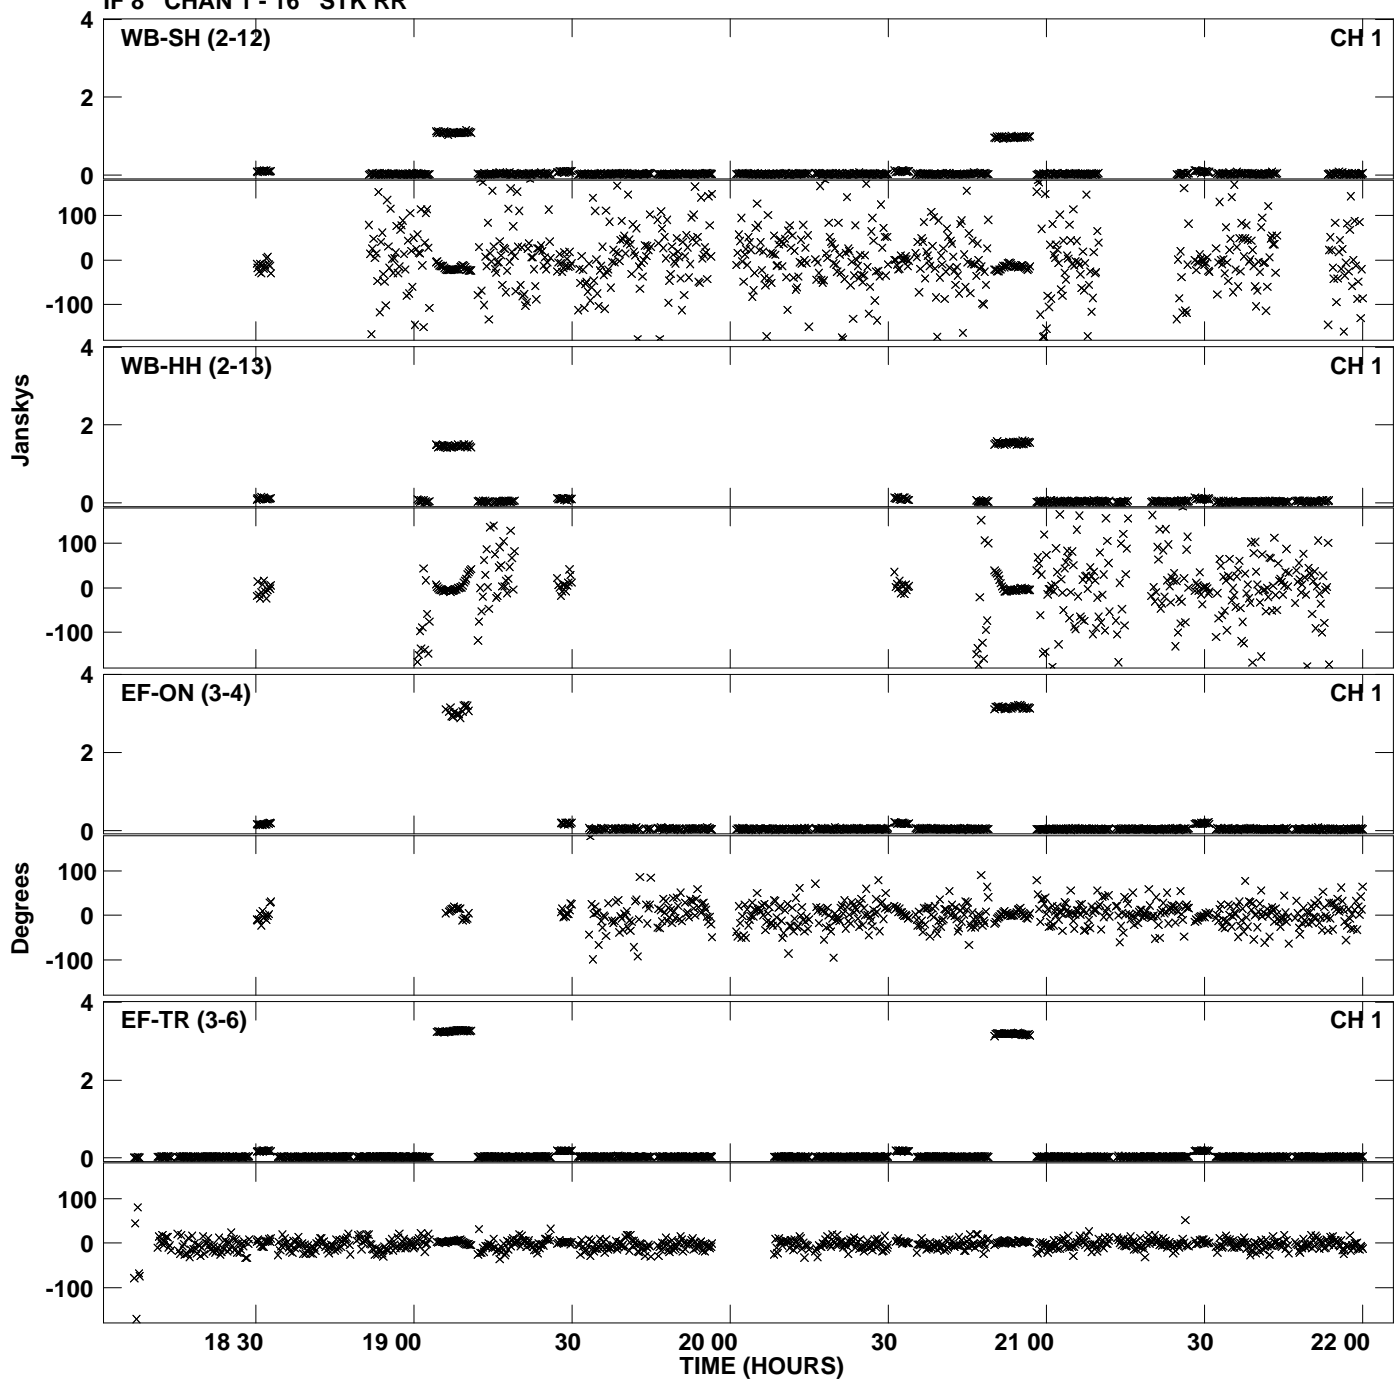 IF 8 CHAN 1 - 16 STK RR
4
WB-SH (2-12) CH 1
2
0
100
0
-100
4
WB-HH (2-13) CH 1
2
0
100
0
-100
Janskys
4
EF-ON (3-4) CH 1
2
0
100
0
-100
Degrees
4
EF-TR (3-6) CH 1
2
0
100
0
-100
18 30 19 00 30 20 00 30 21 00 30 22 00
TIME (HOURS)